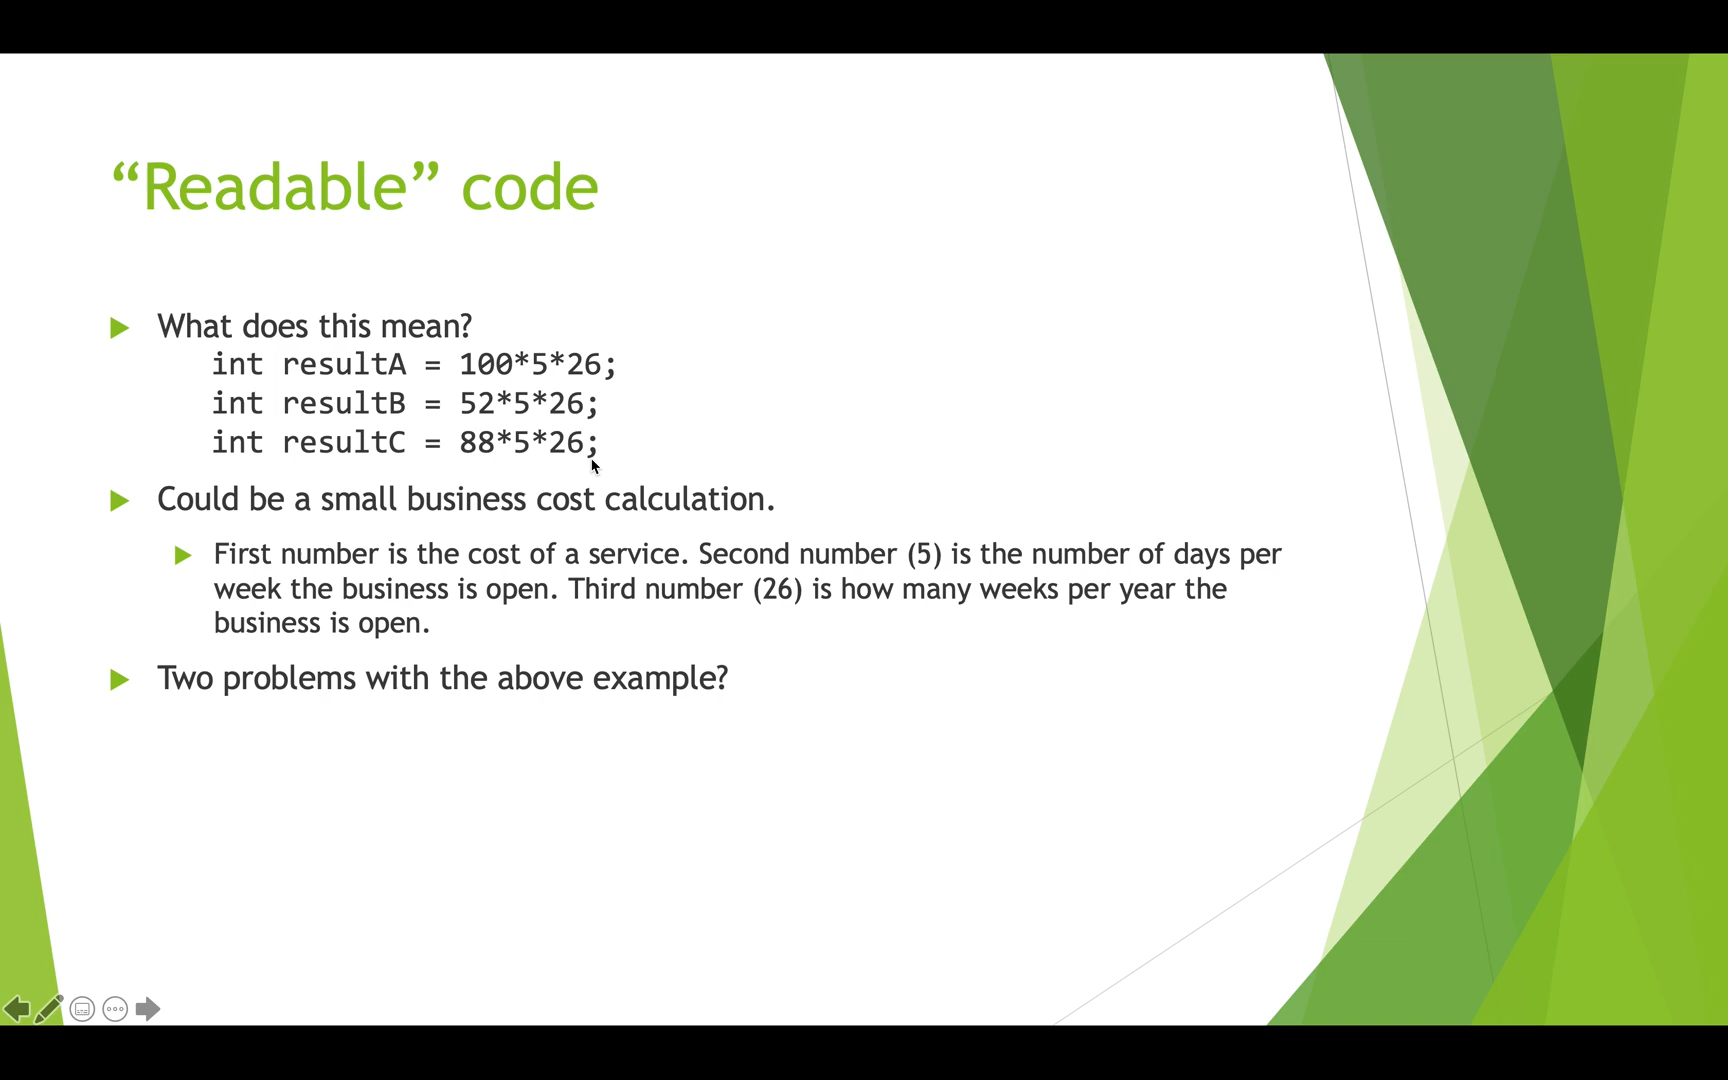 “Readable” code
What does this mean?
int resultA = 100*5*26;
int resultB = 52*5*26;
int resultC = 88*5*26;
Could be a small business cost calculation.
First number is the cost of a service. Second number (5) is the number of days per
week the business is open. Third number (26) is how many weeks per year the
business is open.
Two problems with the above example?